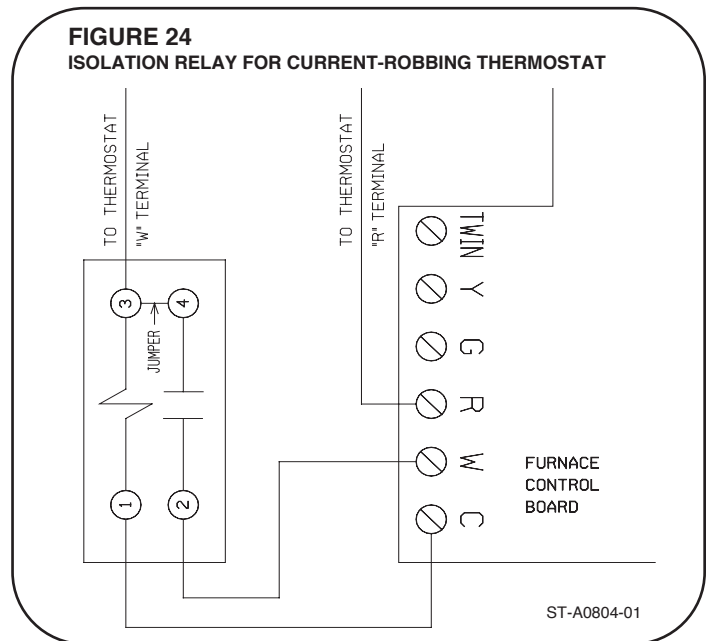 FIGURE 24
ISOLATION RELAY FOR CURRENT-ROBBING THERMOSTAT
TO THERMOSTAT
"W" TERMINAL
TO THERMOSTAT
"R" TERMINAL
3
4
JUMPER
1
2
TWIN
Y
G
R
W
C
FURNACE
CONTROL
BOARD
ST-A0804-01